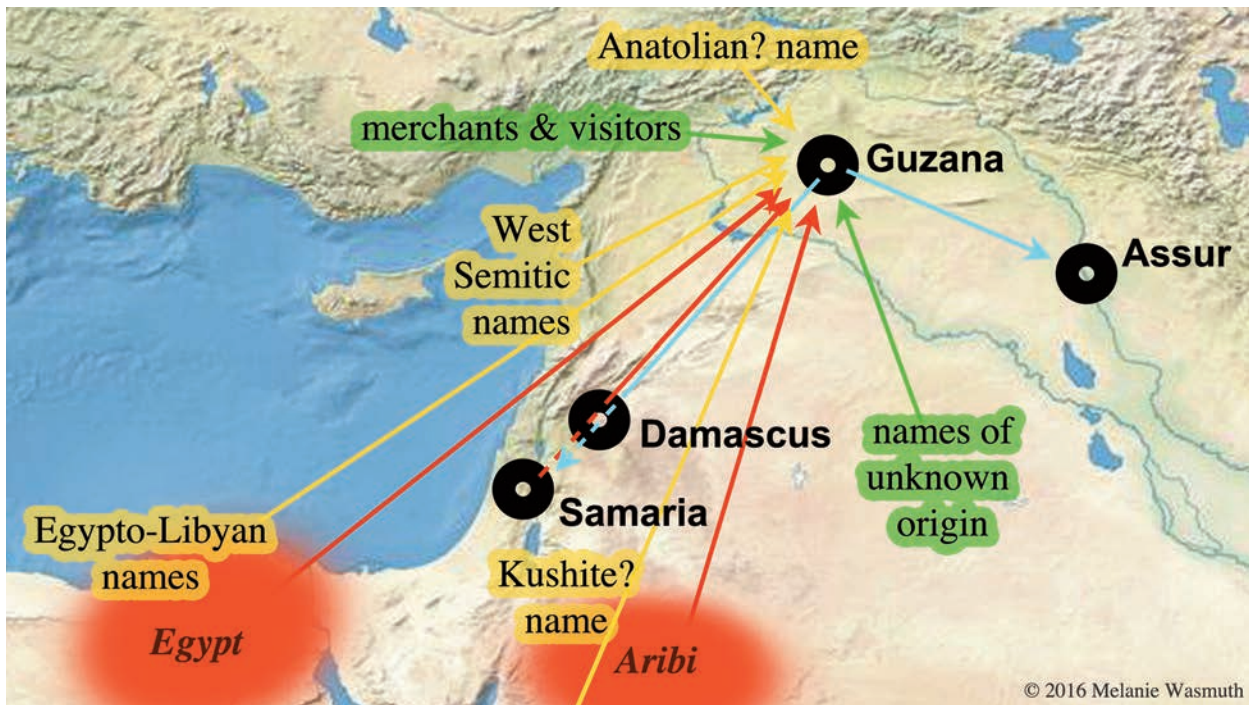 Anatolian? name
merchants & visitors
Guzana
West
Semitic
names
Assur
Damascus
names of
unknown
origin
Samaria
Egypto-Libyan
names
Kushite?
name
Egypt
Aribi
© 2016 Melanie Wasmuth